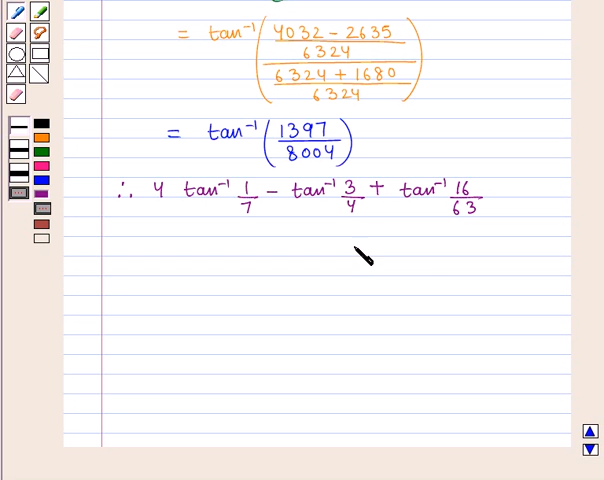 = tan⁻¹ ( ((4032 − 2635)/6324) / ((6324 + 1680)/6324) )
= tan⁻¹ (1397/8004)
∴ 4 tan⁻¹ 1/7 − tan⁻¹ 3/4 + tan⁻¹ 16/63